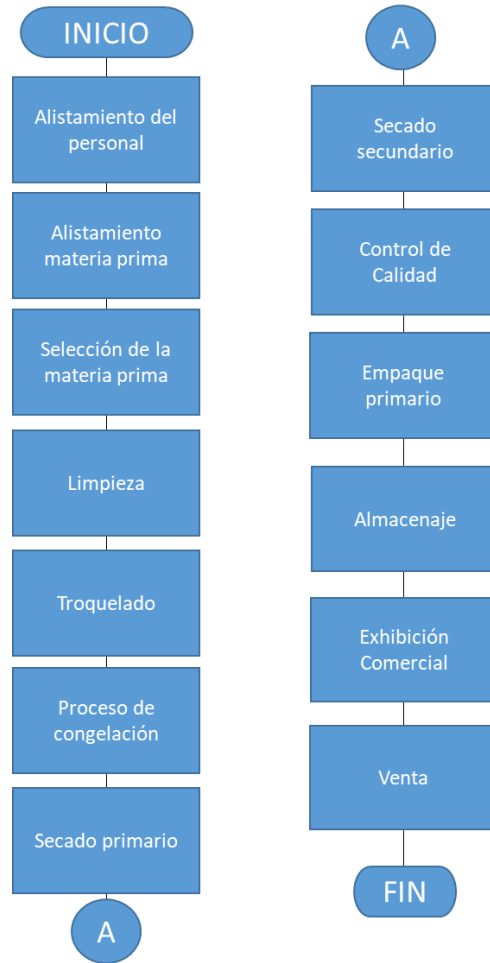 INICIO
Alistamiento del
personal
Alistamiento
materia prima
Selección de la
materia prima
Limpieza
Troquelado
Proceso de
congelación
Secado primario
A
A
Secado
secundario
Control de
Calidad
Empaque
primario
Almacenaje
Exhibición
Comercial
Venta
FIN